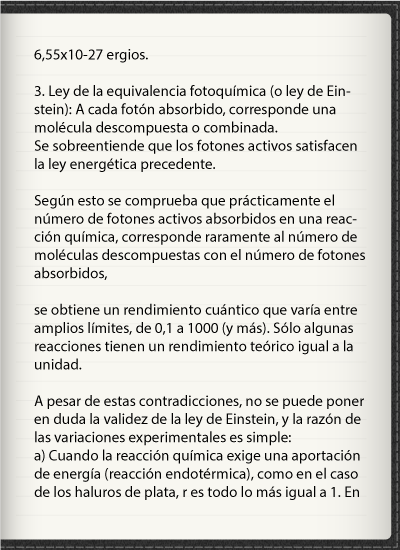 6,55x10-27 ergios.
3. Ley de la equivalencia fotoquímica (o ley de Ein-
stein): A cada fotón absorbido, corresponde una
molécula descompuesta o combinada.
Se sobreentiende que los fotones activos satisfacen
la ley energética precedente.
Según esto se comprueba que prácticamente el
número de fotones activos absorbidos en una reac-
ción química, corresponde raramente al número de
moléculas descompuestas con el número de fotones
absorbidos,
se obtiene un rendimiento cuántico que varía entre
amplios límites, de 0,1 a 1000 (y más). Sólo algunas
reacciones tienen un rendimiento teórico igual a la
unidad.
A pesar de estas contradicciones, no se puede poner
en duda la validez de la ley de Einstein, y la razón de
las variaciones experimentales es simple:
a) Cuando la reacción química exige una aportación
de energía (reacción endotérmica), como en el caso
de los haluros de plata, r es todo lo más igual a 1. En